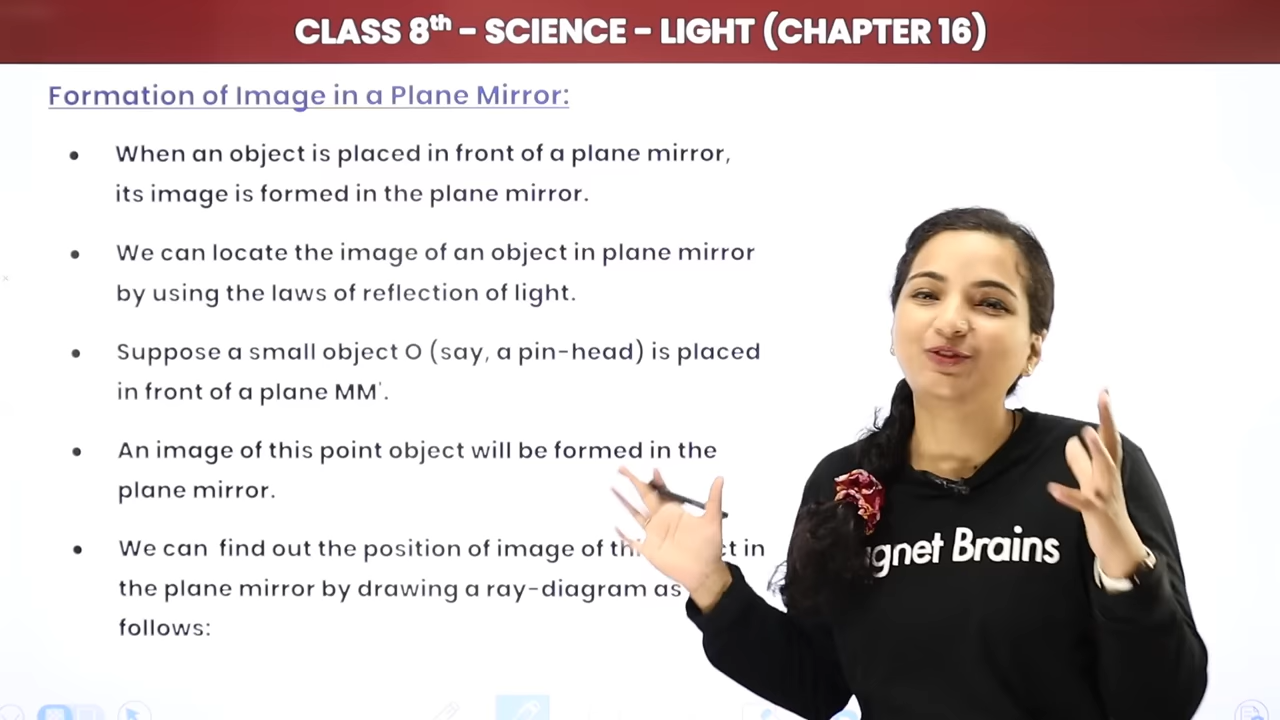 CLASS 8th - SCIENCE - LIGHT (CHAPTER 16)
Formation of Image in a Plane Mirror:
When an object is placed in front of a plane mirror,
its image is formed in the plane mirror.
We can locate the image of an object in plane mirror
by using the laws of reflection of light.
Suppose a small object O (say, a pin-head) is placed
in front of a plane MM'.
An image of this point object will be formed in the
plane mirror.
We can find out the position of image of in
the plane mirror by drawing a ray-diagram as
follows:
Brains